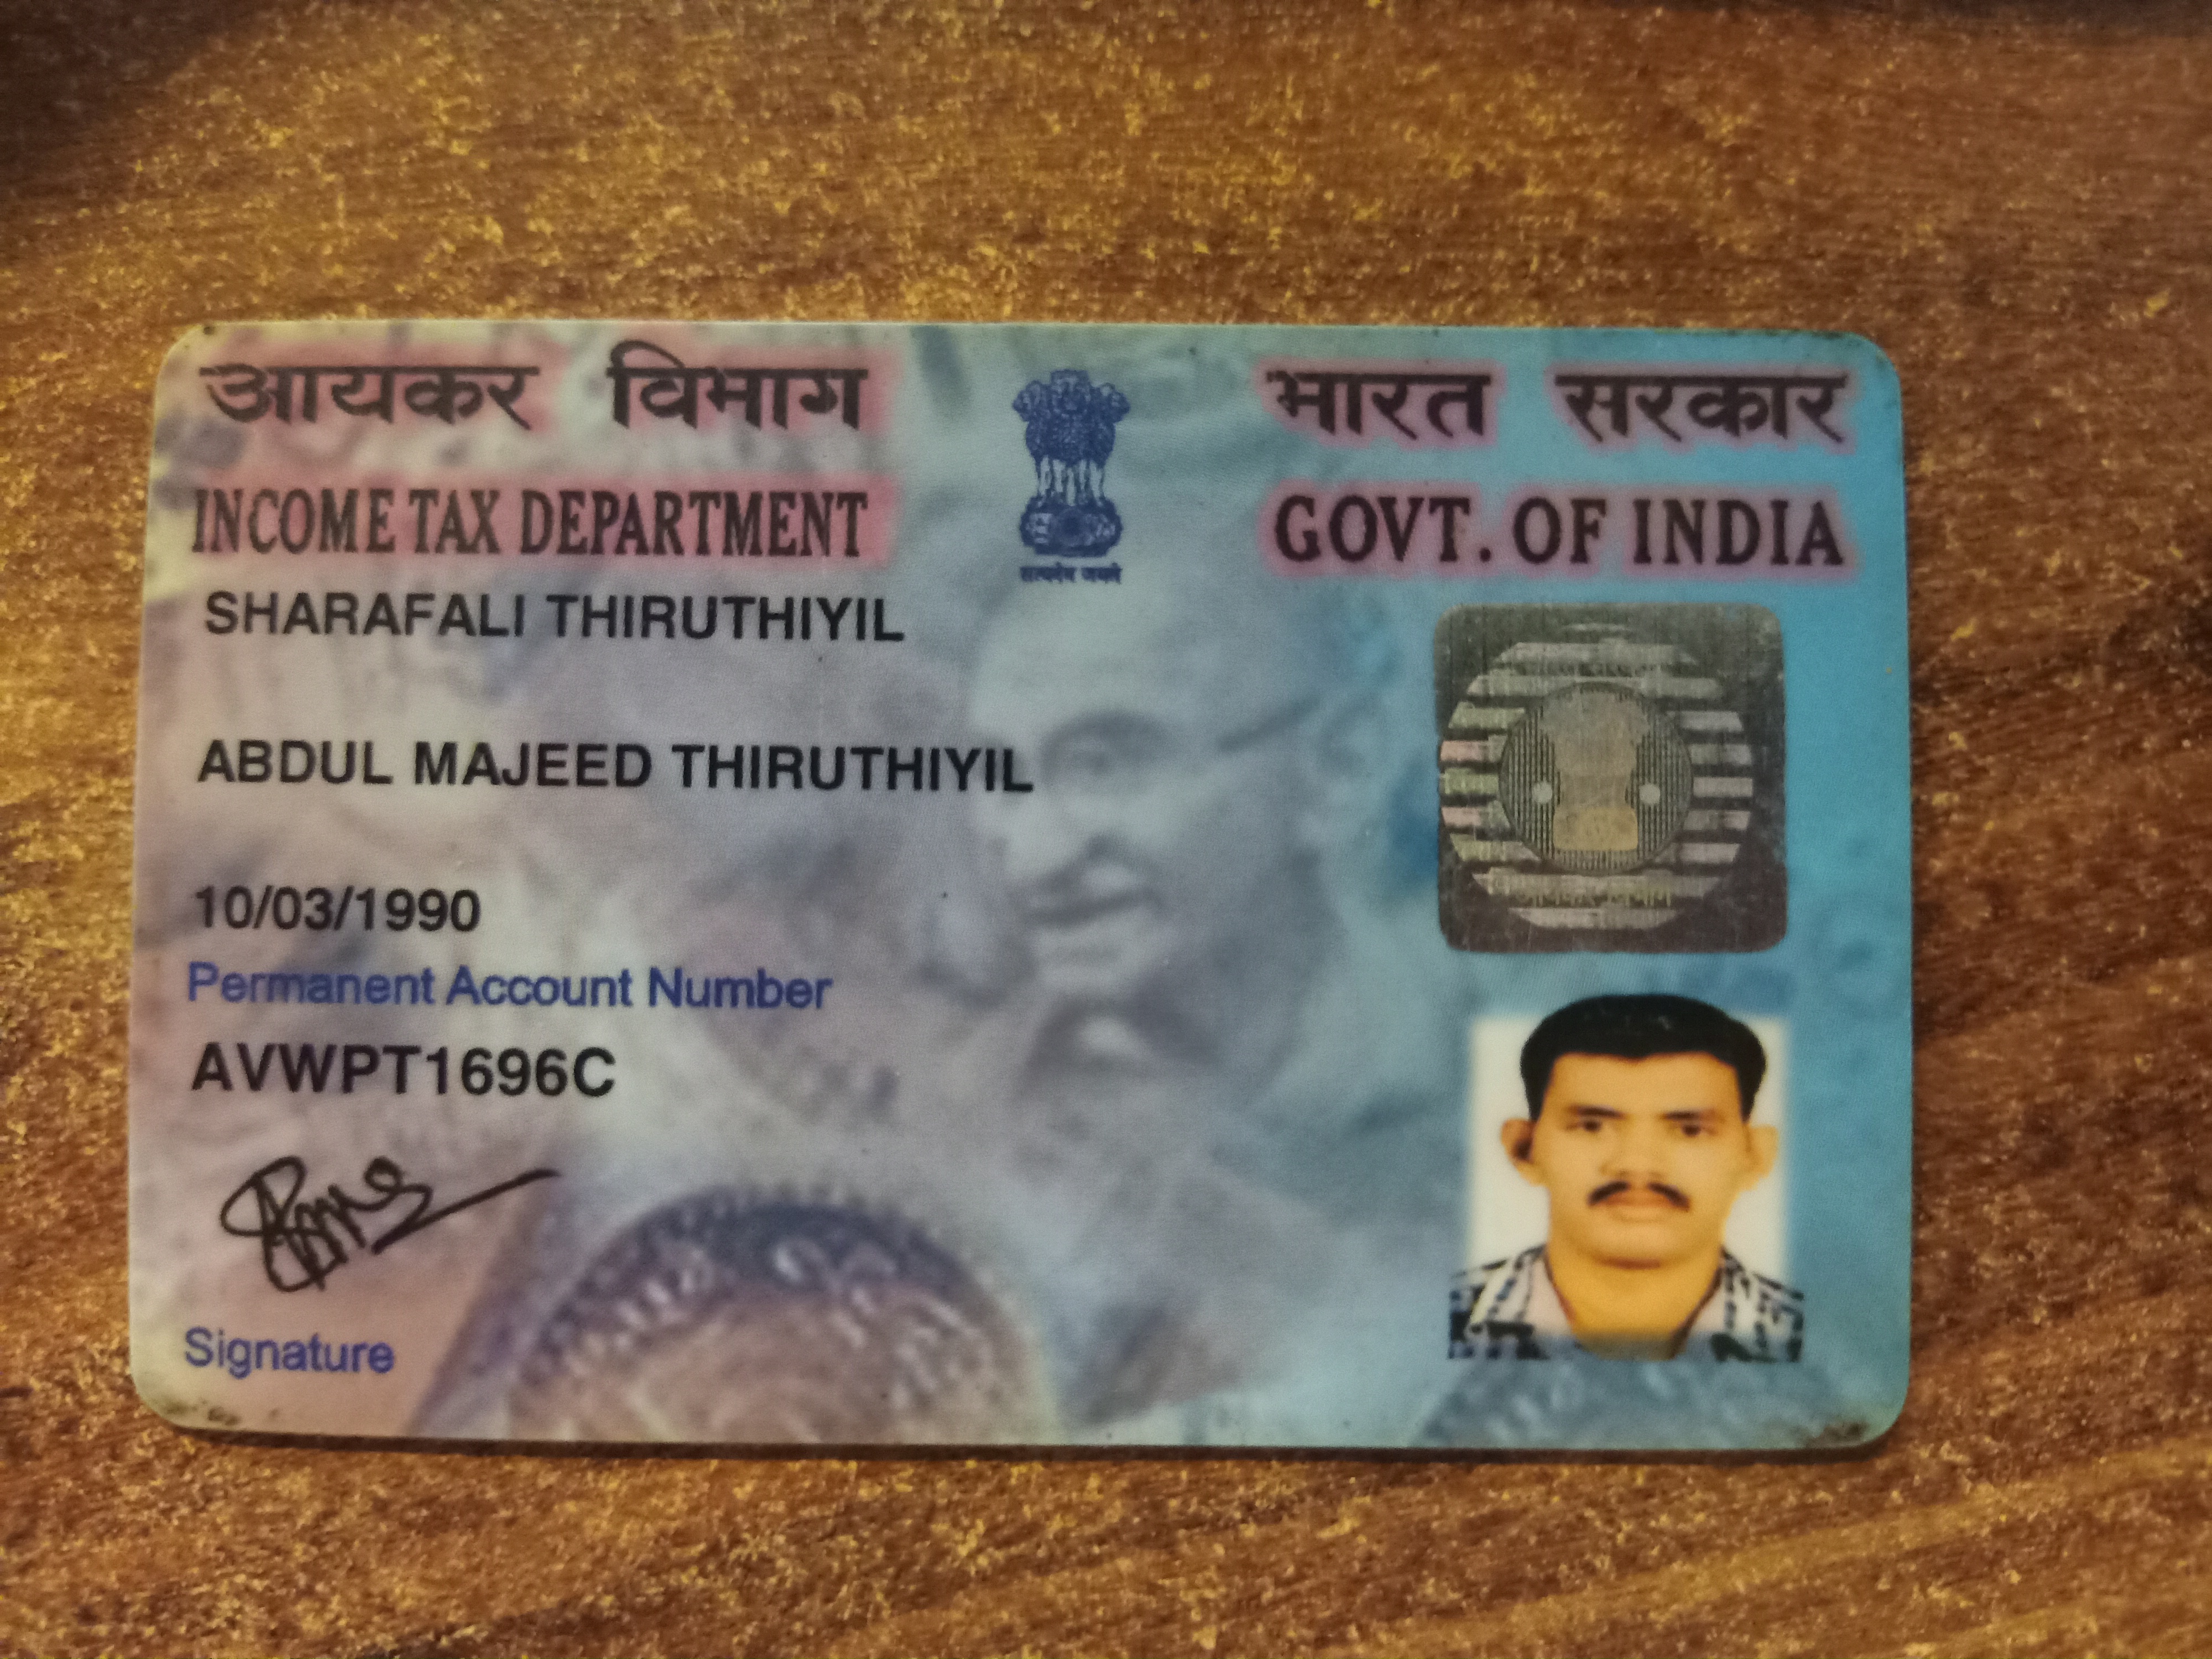 आयकर विभाग
भारत सरकार
INCOME TAX DEPARTMENT
GOVT. OF INDIA
सत्यमेव जयते
SHARAFALI THIRUTHIYIL
ABDUL MAJEED THIRUTHIYIL
10/03/1990
Permanent Account Number
AVWPT1696C
Signature